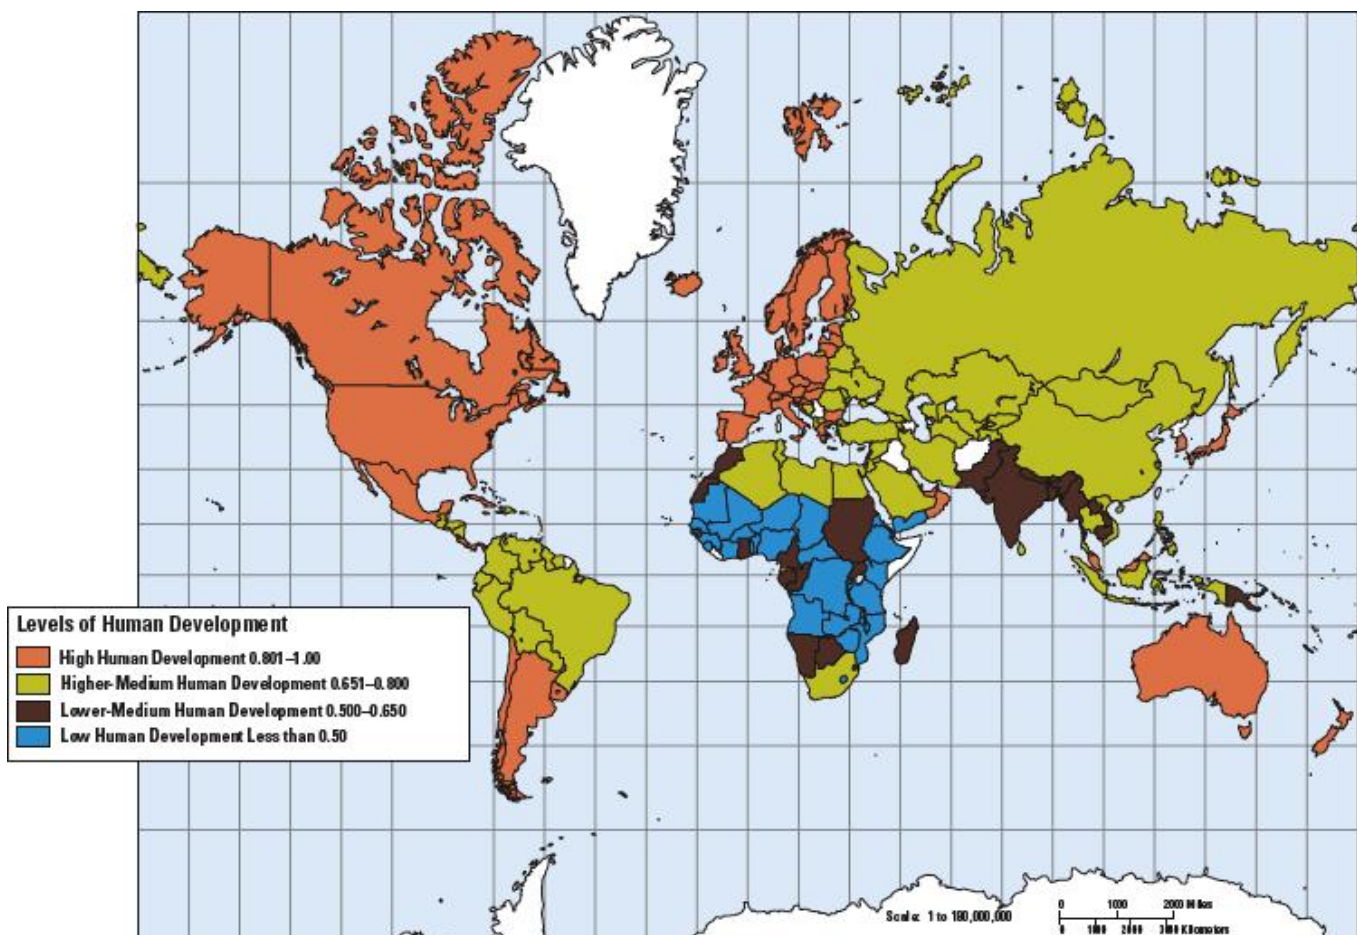 Levels of Human Development
High Human Development 0.801–1.00
Higher-Medium Human Development 0.651–0.800
Lower-Medium Human Development 0.500–0.650
Low Human Development Less than 0.50
Scale: 1 to 180,000,000
0 1000 2000 Miles
0 1000 2000 3000 Kilometers